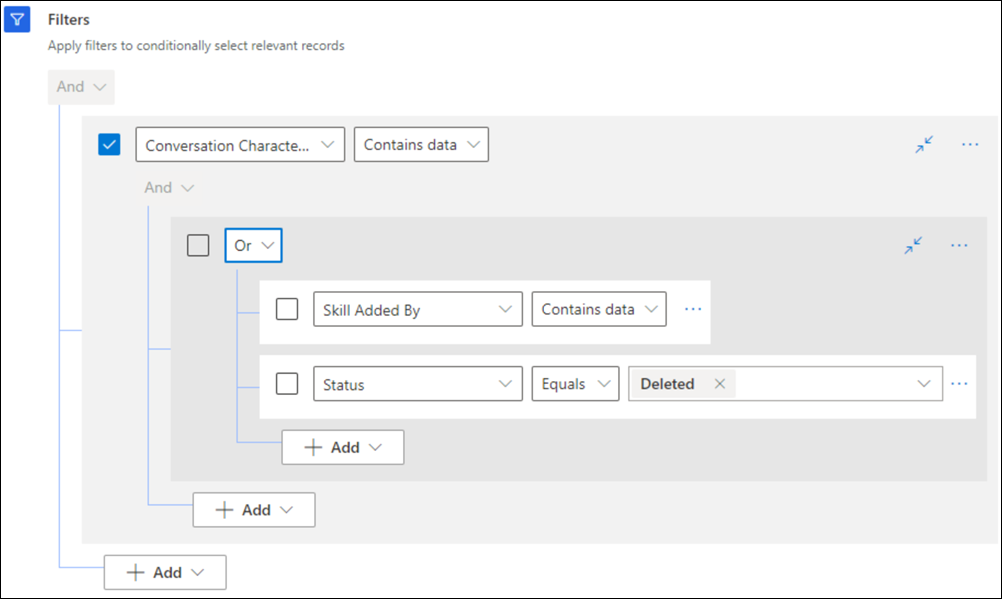 Filters
Apply filters to conditionally select relevant records
And
Conversation Characte... Contains data
And
Or
Skill Added By Contains data
Status Equals Deleted
Add
Add
Add